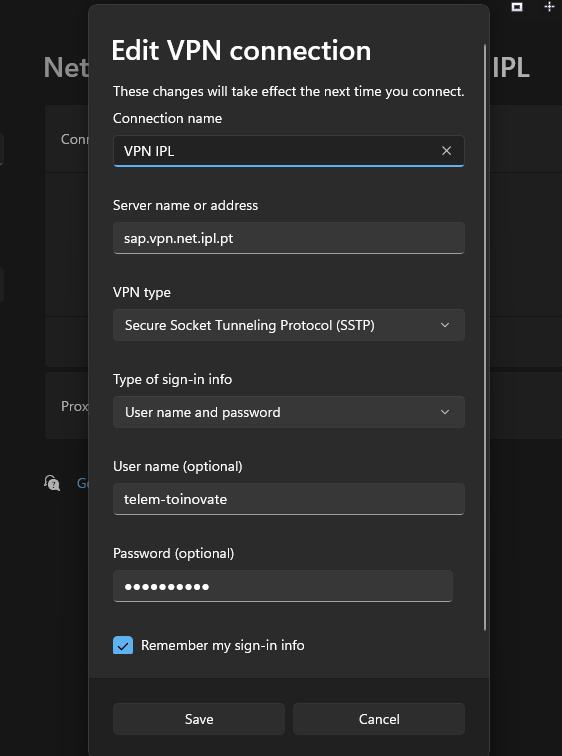 Edit VPN connection
Net
IPL
These changes will take effect the next time you connect.
Connection name
Conn
VPN IPL
Server name or address
sap.vpn.net.ipl.pt
VPN type
Secure Socket Tunneling Protocol (SSTP)
Type of sign-in info
Prox
User name and password
User name (optional)
Ge
telem-toinovate
Password (optional)
●●●●●●●●●●
Remember my sign-in info
Save
Cancel